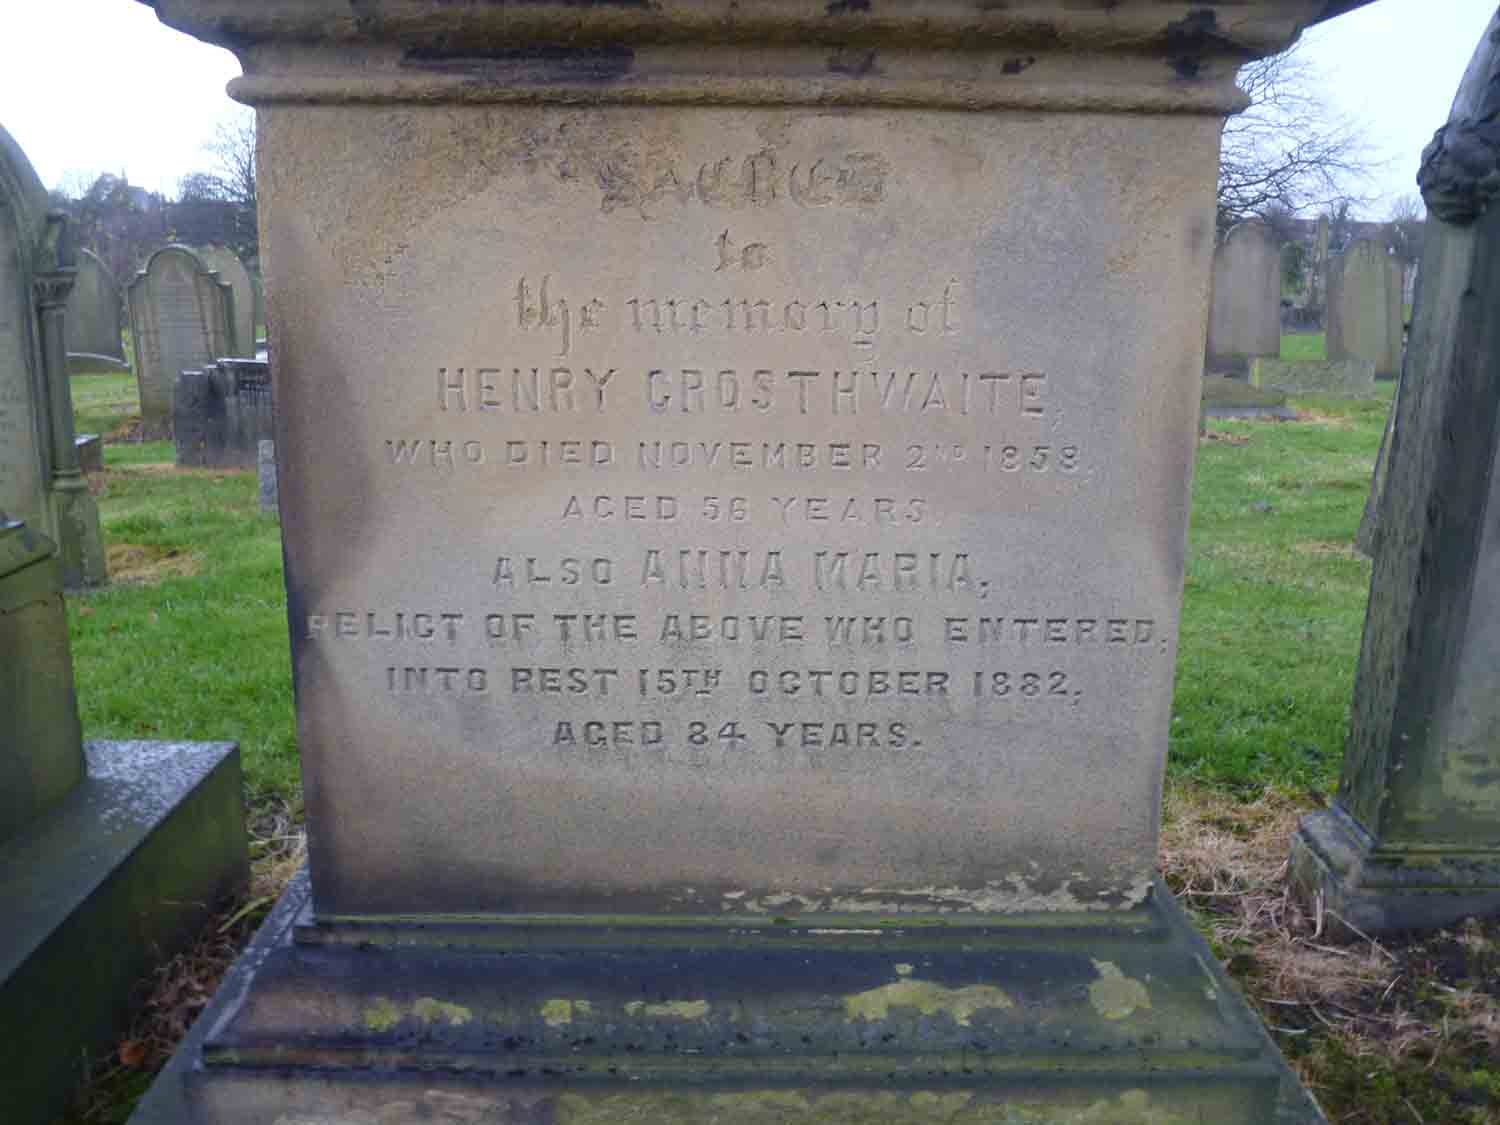 SACRED
to
the memory of
HENRY CROSTHWAITE,
WHO DIED NOVEMBER 2ND 1858,
AGED 56 YEARS.
ALSO ANNA MARIA,
RELICT OF THE ABOVE WHO ENTERED,
INTO REST 15TH OCTOBER 1882,
AGED 84 YEARS.